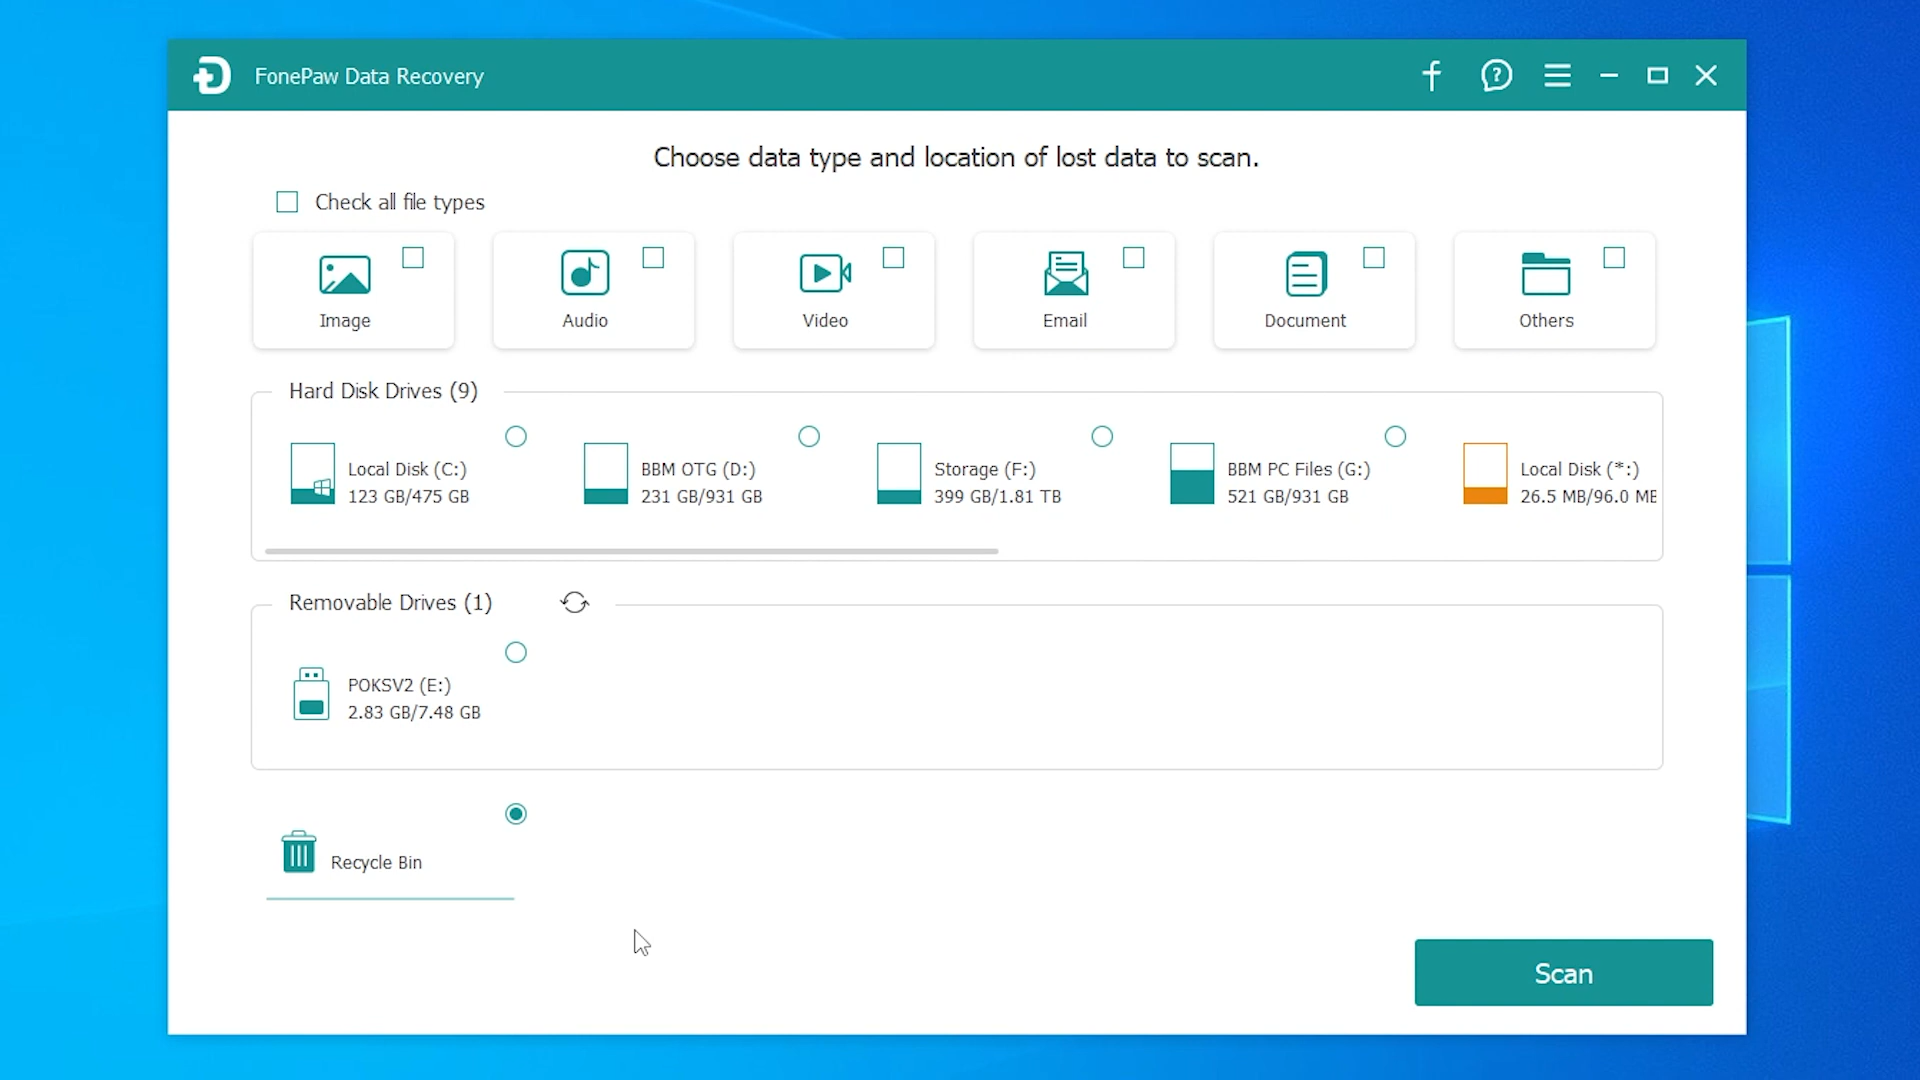 FonePaw Data Recovery
Choose data type and location of lost data to scan.
Check all file types
Image
Audio
Video
Email
Document
Others
Hard Disk Drives (9)
Local Disk (C:)
123 GB/475 GB
BBM OTG (D:)
231 GB/931 GB
Storage (F:)
399 GB/1.81 TB
BBM PC Files (G:)
521 GB/931 GB
Local Disk (*:)
26.5 MB/96.0 MB
Removable Drives (1)
POKSV2 (E:)
2.83 GB/7.48 GB
Recycle Bin
Scan